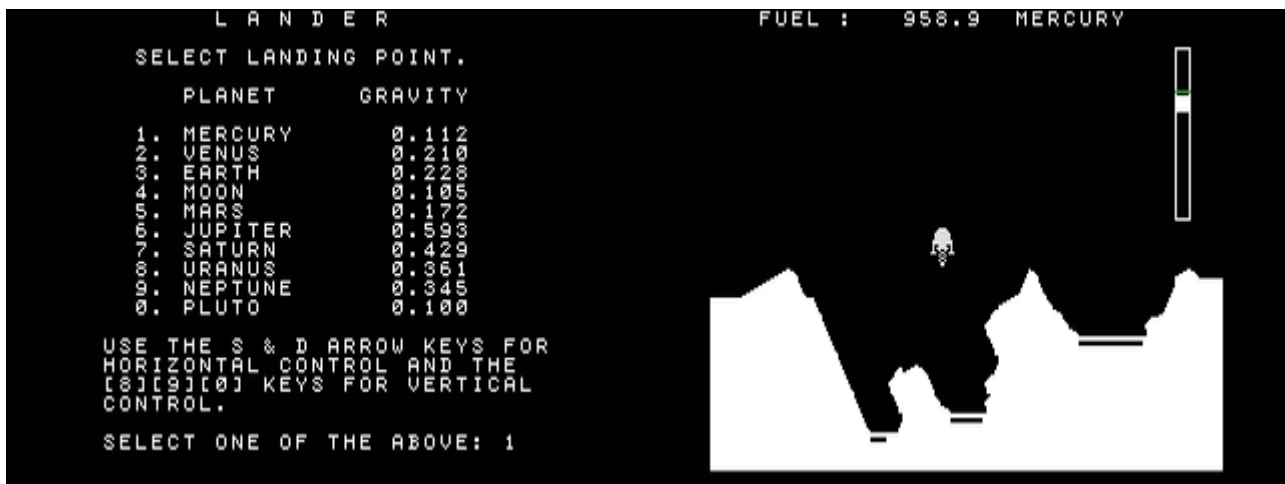 L A N D E R
SELECT LANDING POINT.
PLANET GRAVITY
1. MERCURY 0.112
2. VENUS 0.210
3. EARTH 0.228
4. MOON 0.105
5. MARS 0.172
6. JUPITER 0.593
7. SATURN 0.429
8. URANUS 0.361
9. NEPTUNE 0.345
0. PLUTO 0.100
USE THE S & D ARROW KEYS FOR
HORIZONTAL CONTROL AND THE
[8][9][0] KEYS FOR VERTICAL
CONTROL.
SELECT ONE OF THE ABOVE: 1
FUEL : 958.9 MERCURY